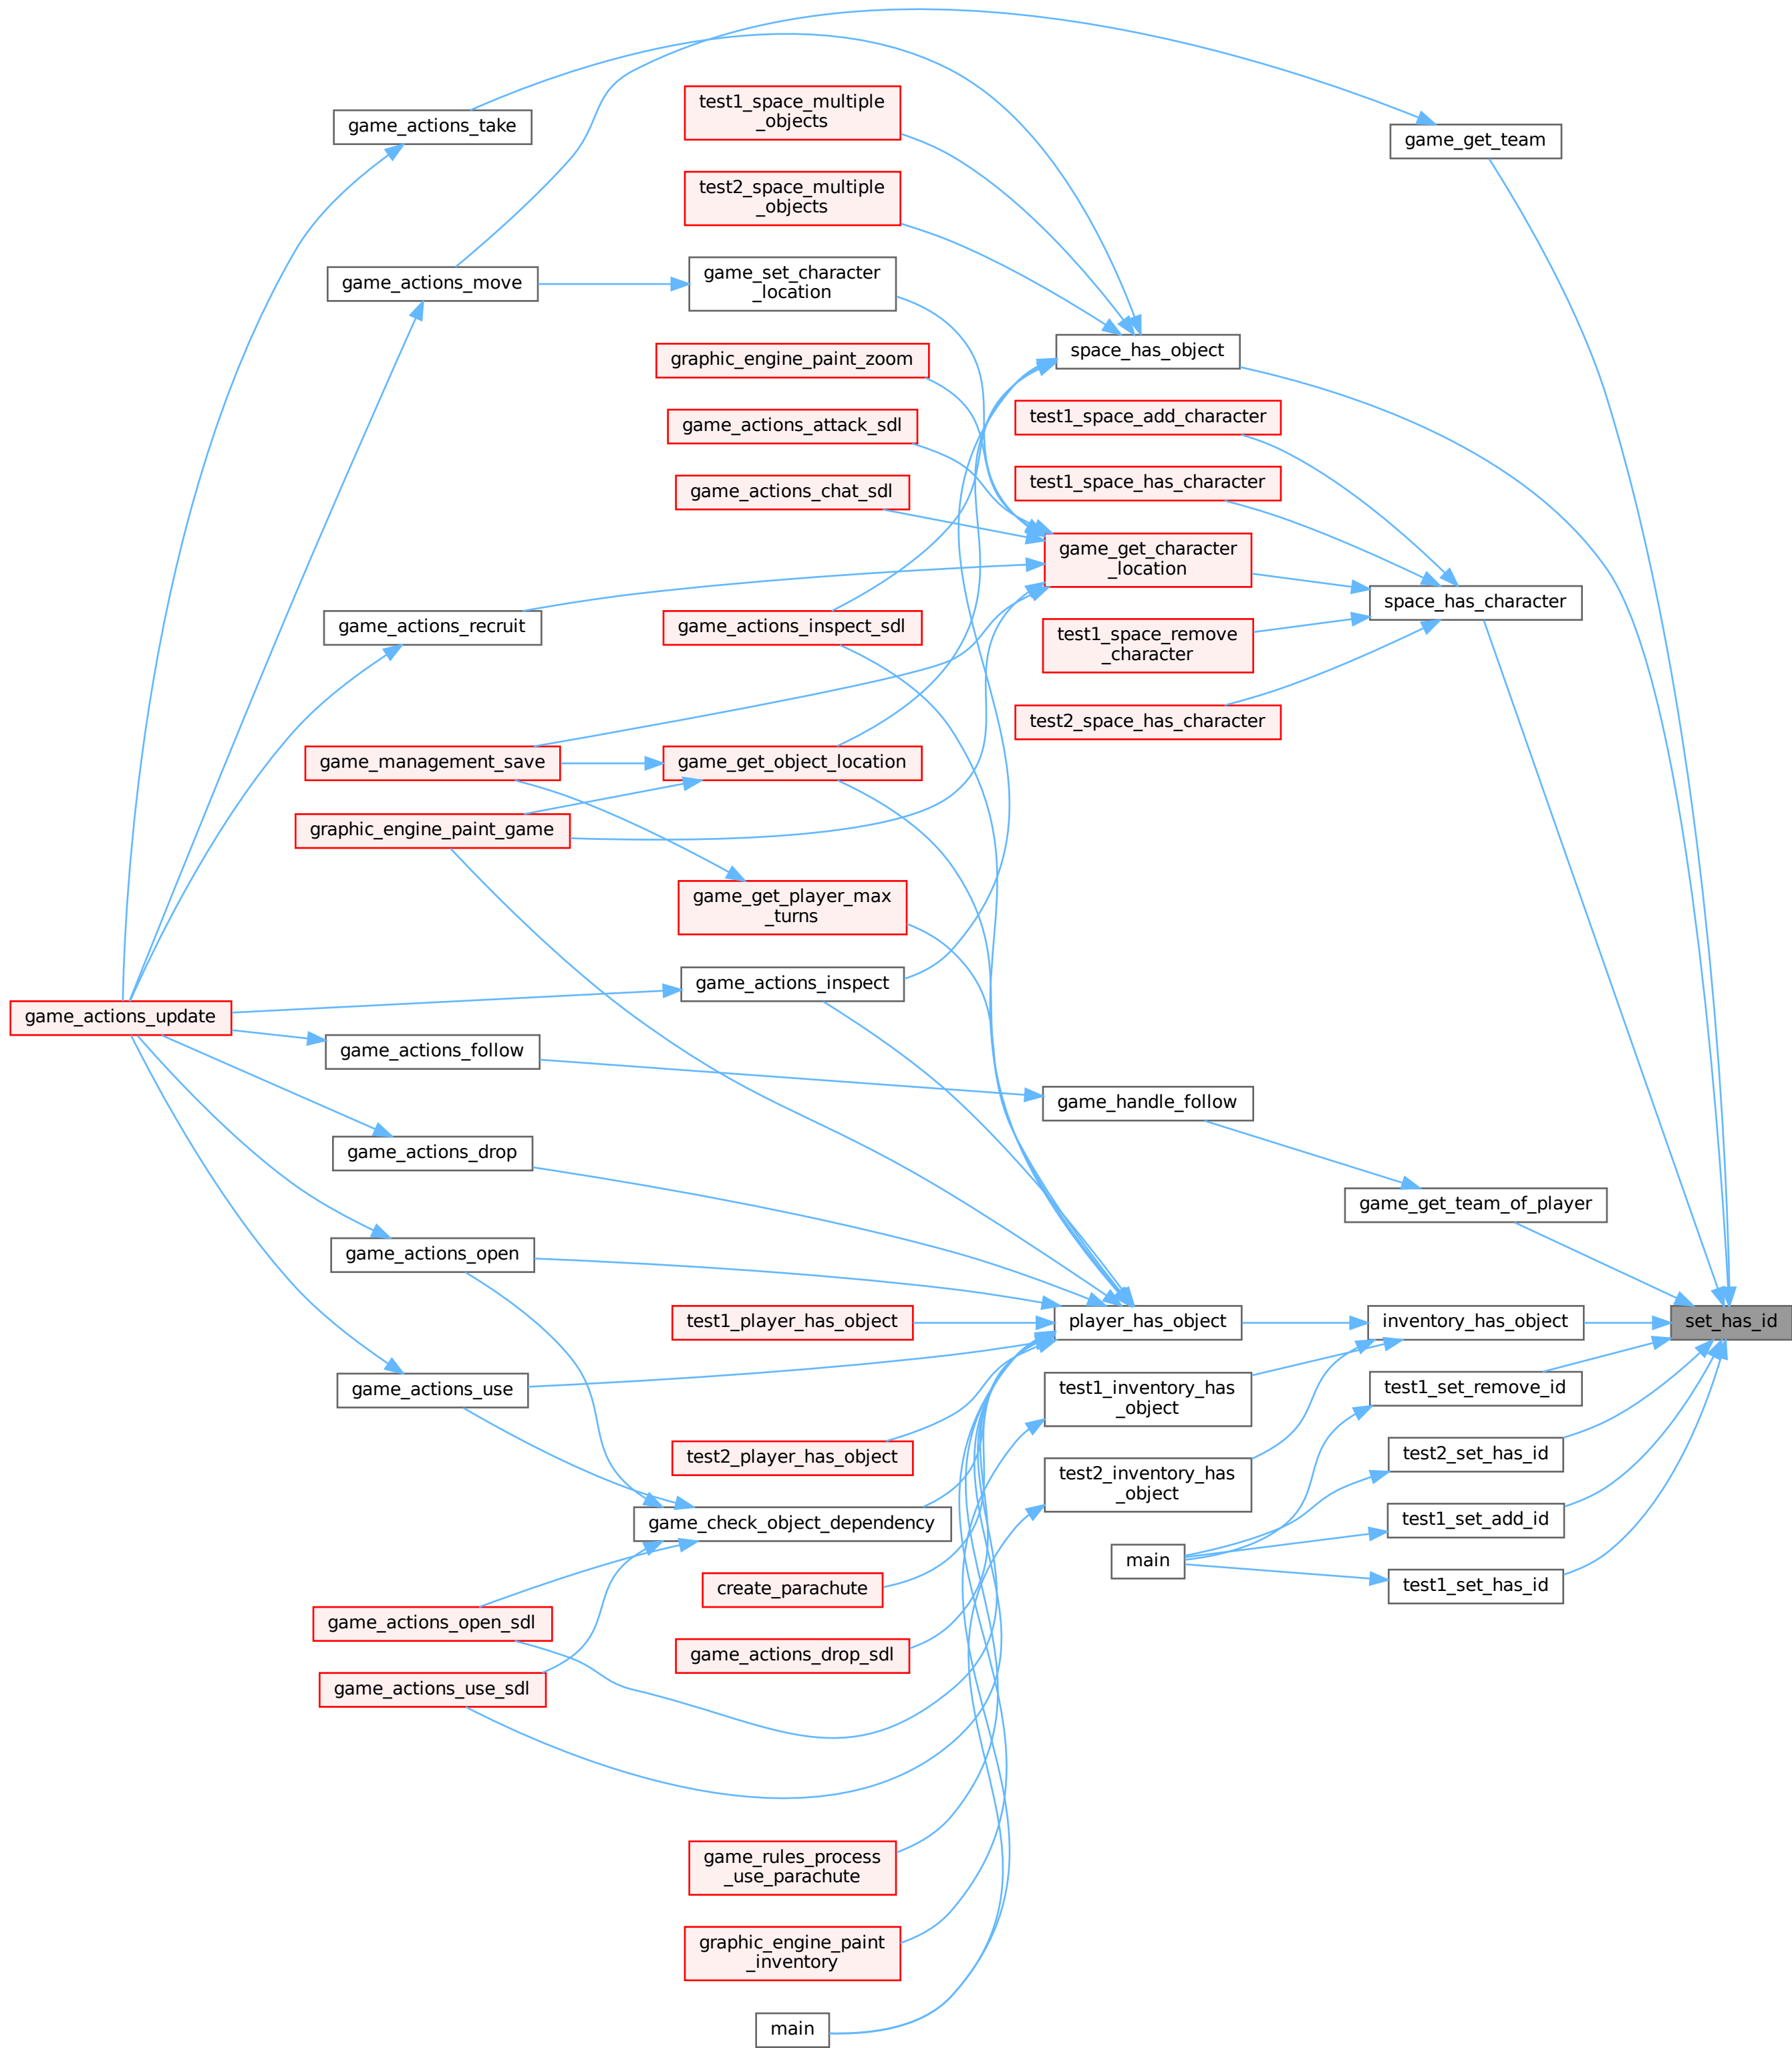 game_actions_take
test1_space_multiple
_objects
game_get_team
test2_space_multiple
_objects
game_actions_move
game_set_character
_location
space_has_object
graphic_engine_paint_zoom
game_actions_attack_sdl
test1_space_add_character
game_actions_chat_sdl
test1_space_has_character
game_get_character
_location
space_has_character
game_actions_recruit
game_actions_inspect_sdl
test1_space_remove
_character
test2_space_has_character
game_management_save
game_get_object_location
graphic_engine_paint_game
game_get_player_max
_turns
game_actions_inspect
game_actions_update
game_actions_follow
game_handle_follow
game_actions_drop
game_get_team_of_player
game_actions_open
test1_player_has_object
player_has_object
inventory_has_object
set_has_id
game_actions_use
test1_inventory_has
_object
test1_set_remove_id
test2_player_has_object
test2_inventory_has
_object
test2_set_has_id
game_check_object_dependency
test1_set_add_id
main
create_parachute
test1_set_has_id
game_actions_open_sdl
game_actions_drop_sdl
game_actions_use_sdl
game_rules_process
_use_parachute
graphic_engine_paint
_inventory
main